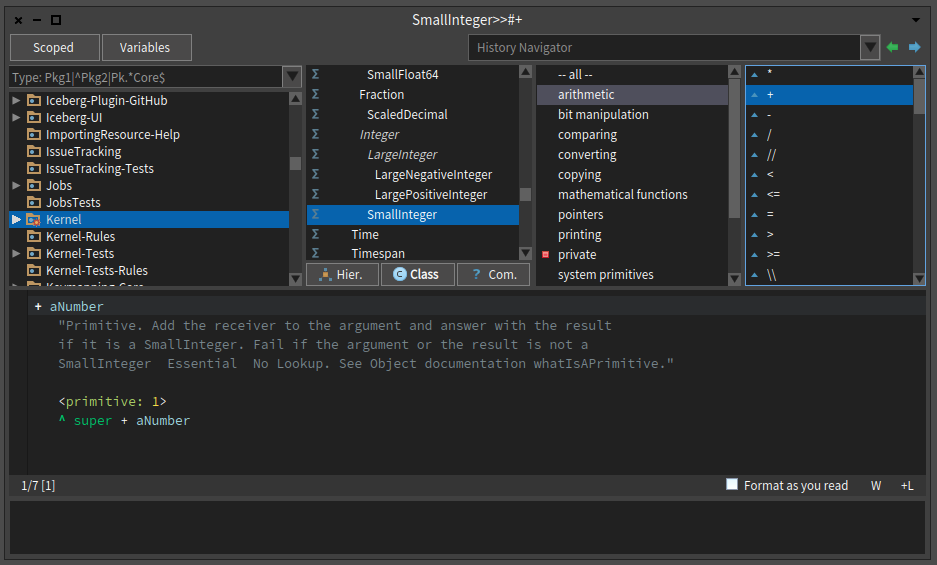 SmallInteger>>#+
Scoped
Variables
History Navigator
Type: Pkg1|^Pkg2|Pk.*Core$
Iceberg-Plugin-GitHub
Iceberg-UI
ImportingResource-Help
IssueTracking
IssueTracking-Tests
Jobs
JobsTests
Kernel
Kernel-Rules
Kernel-Tests
Kernel-Tests-Rules
Σ SmallFloat64
Σ Fraction
Σ ScaledDecimal
Σ Integer
Σ LargeInteger
Σ LargeNegativeInteger
Σ LargePositiveInteger
Σ SmallInteger
Σ Time
Σ Timespan
Hier.
C Class
? Com.
-- all --
arithmetic
bit manipulation
comparing
converting
copying
mathematical functions
pointers
printing
private
system primitives
*
+
-
/
//
<
<=
=
>
>=
\\
+ aNumber
"Primitive. Add the receiver to the argument and answer with the result
if it is a SmallInteger. Fail if the argument or the result is not a
SmallInteger  Essential  No Lookup. See Object documentation whatIsAPrimitive."
<primitive: 1>
^ super + aNumber
1/7 [1]
Format as you read
W
+L